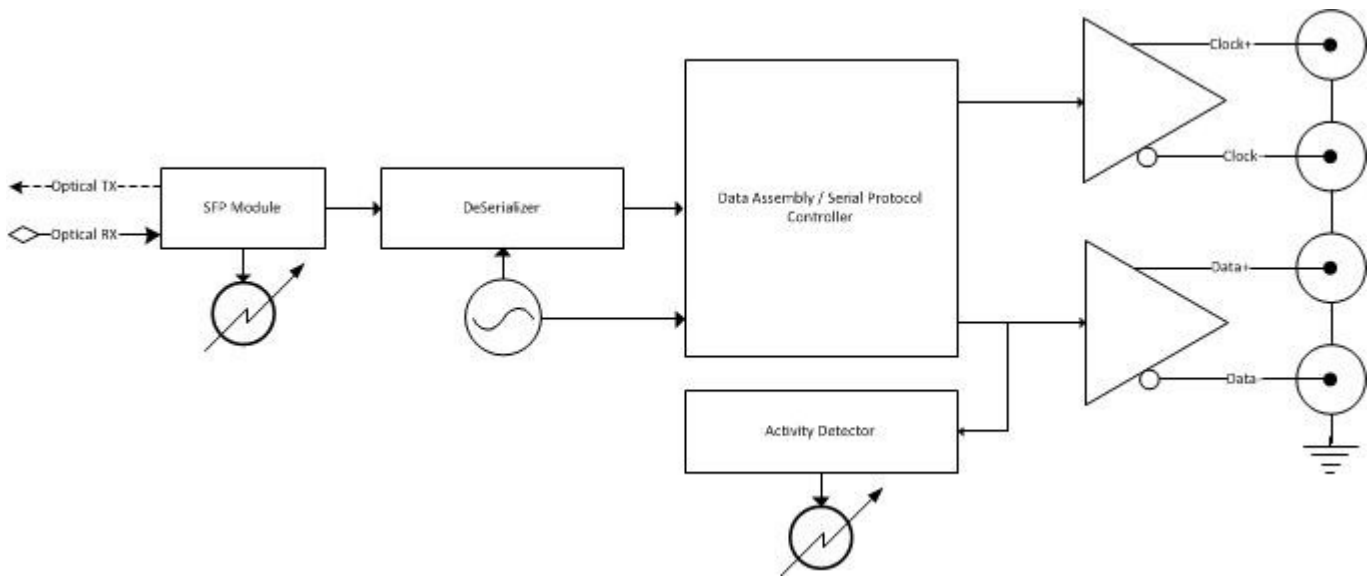 Clock+
Clock-
Optical TX
SFP Module
DeSerializer
Data Assembly / Serial Protocol
Controller
Optical RX
Data+
Data-
Activity Detector